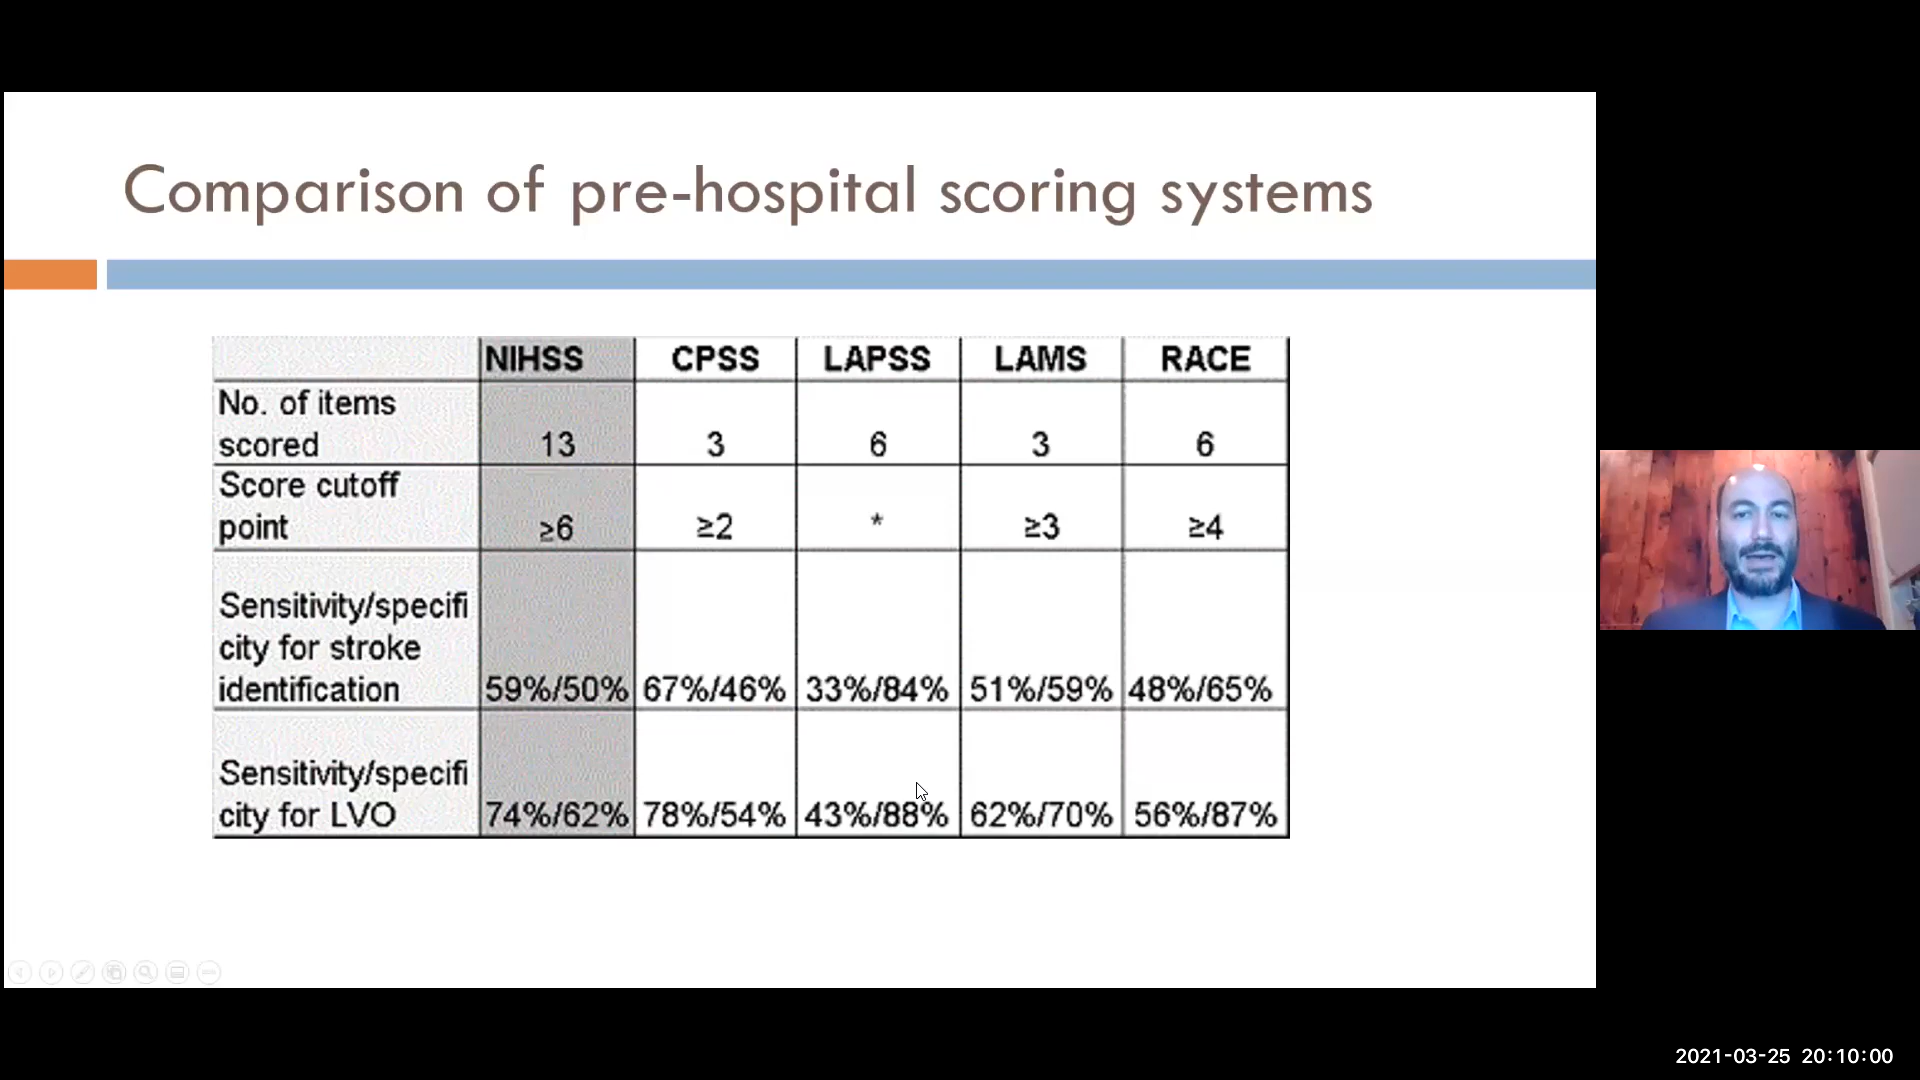 Comparison of pre-hospital scoring systems
NIHSS CPSS LAPSS LAMS RACE
No. of items
scored 13 3 6 3 6
Score cutoff
point ≥6 ≥2 * ≥3 ≥4
Sensitivity/specifi
city for stroke
identification 59%/50% 67%/46% 33%/84% 51%/59% 48%/65%
Sensitivity/specifi
city for LVO 74%/62% 78%/54% 43%/88% 62%/70% 56%/87%
2021-03-25 20:10:00